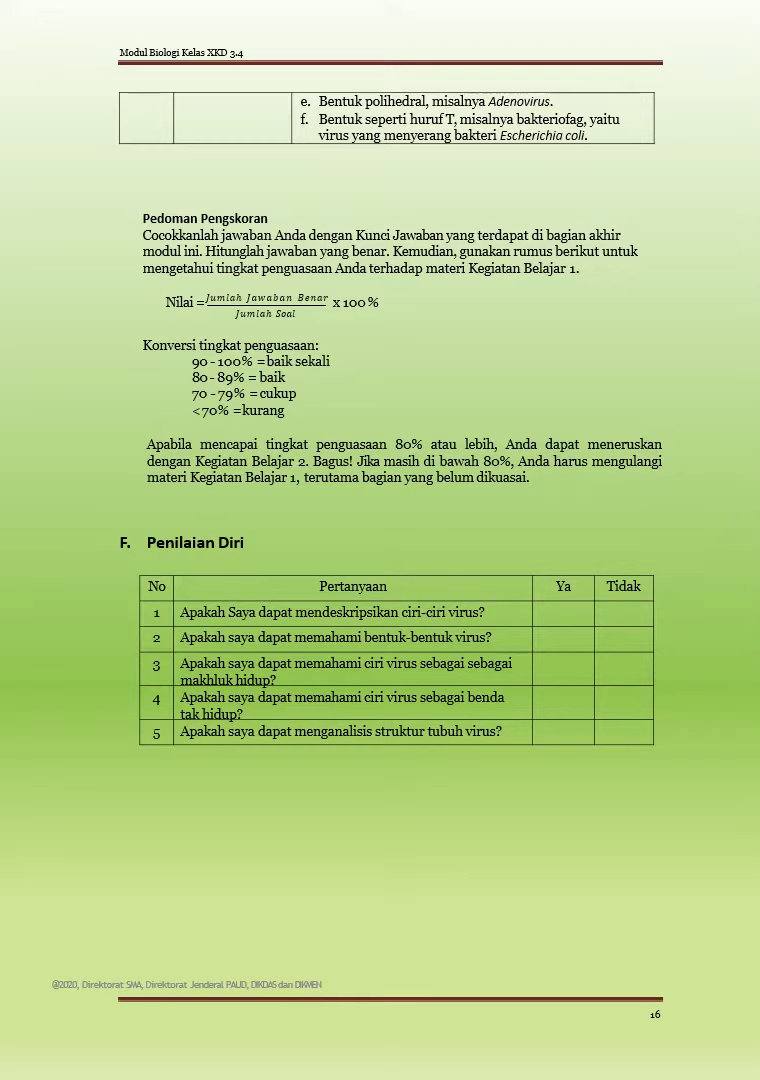 Modul Biologi Kelas XKD 3.4
e. Bentuk polihedral, misalnya Adenovirus.
f. Bentuk seperti huruf T, misalnya bakteriofag, yaitu
virus yang menyerang bakteri Escherichia coli.
Pedoman Pengskoran
Cocokkanlah jawaban Anda dengan Kunci Jawaban yang terdapat di bagian akhir
modul ini. Hitunglah jawaban yang benar. Kemudian, gunakan rumus berikut untuk
mengetahui tingkat penguasaan Anda terhadap materi Kegiatan Belajar 1.
Jumlah Jawaban Benar
Nilai = x 100 %
Jumlah Soal
Konversi tingkat penguasaan:
90 - 100% = baik sekali
80 - 89% = baik
70 - 79% = cukup
< 70% = kurang
Apabila mencapai tingkat penguasaan 80% atau lebih, Anda dapat meneruskan
dengan Kegiatan Belajar 2. Bagus! Jika masih di bawah 80%, Anda harus mengulangi
materi Kegiatan Belajar 1, terutama bagian yang belum dikuasai.
F. Penilaian Diri
No Pertanyaan Ya Tidak
1 Apakah Saya dapat mendeskripsikan ciri-ciri virus?
2 Apakah saya dapat memahami bentuk-bentuk virus?
3 Apakah saya dapat memahami ciri virus sebagai sebagai
makhluk hidup?
4 Apakah saya dapat memahami ciri virus sebagai benda
tak hidup?
5 Apakah saya dapat menganalisis struktur tubuh virus?
@2020, Direktorat SMA, Direktorat Jenderal PAUD, DIKDAS dan DIKMEN
16